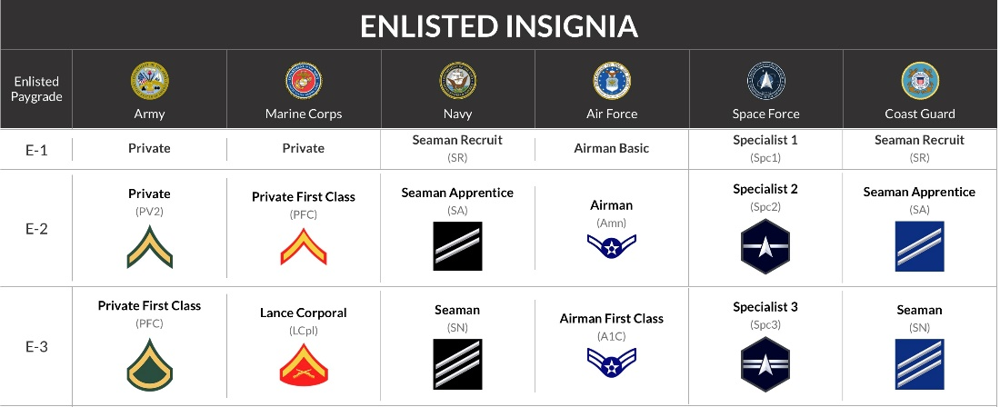 ENLISTED INSIGNIA
Enlisted
Paygrade
Army
Marine Corps
Navy
Air Force
Space Force
Coast Guard
E-1
Private
Private
Seaman Recruit
(SR)
Airman Basic
Specialist 1
(Spc1)
Seaman Recruit
(SR)
E-2
Private
(PV2)
Private First Class
(PFC)
Seaman Apprentice
(SA)
Airman
(Amn)
Specialist 2
(Spc2)
Seaman Apprentice
(SA)
E-3
Private First Class
(PFC)
Lance Corporal
(LCpl)
Seaman
(SN)
Airman First Class
(A1C)
Specialist 3
(Spc3)
Seaman
(SN)